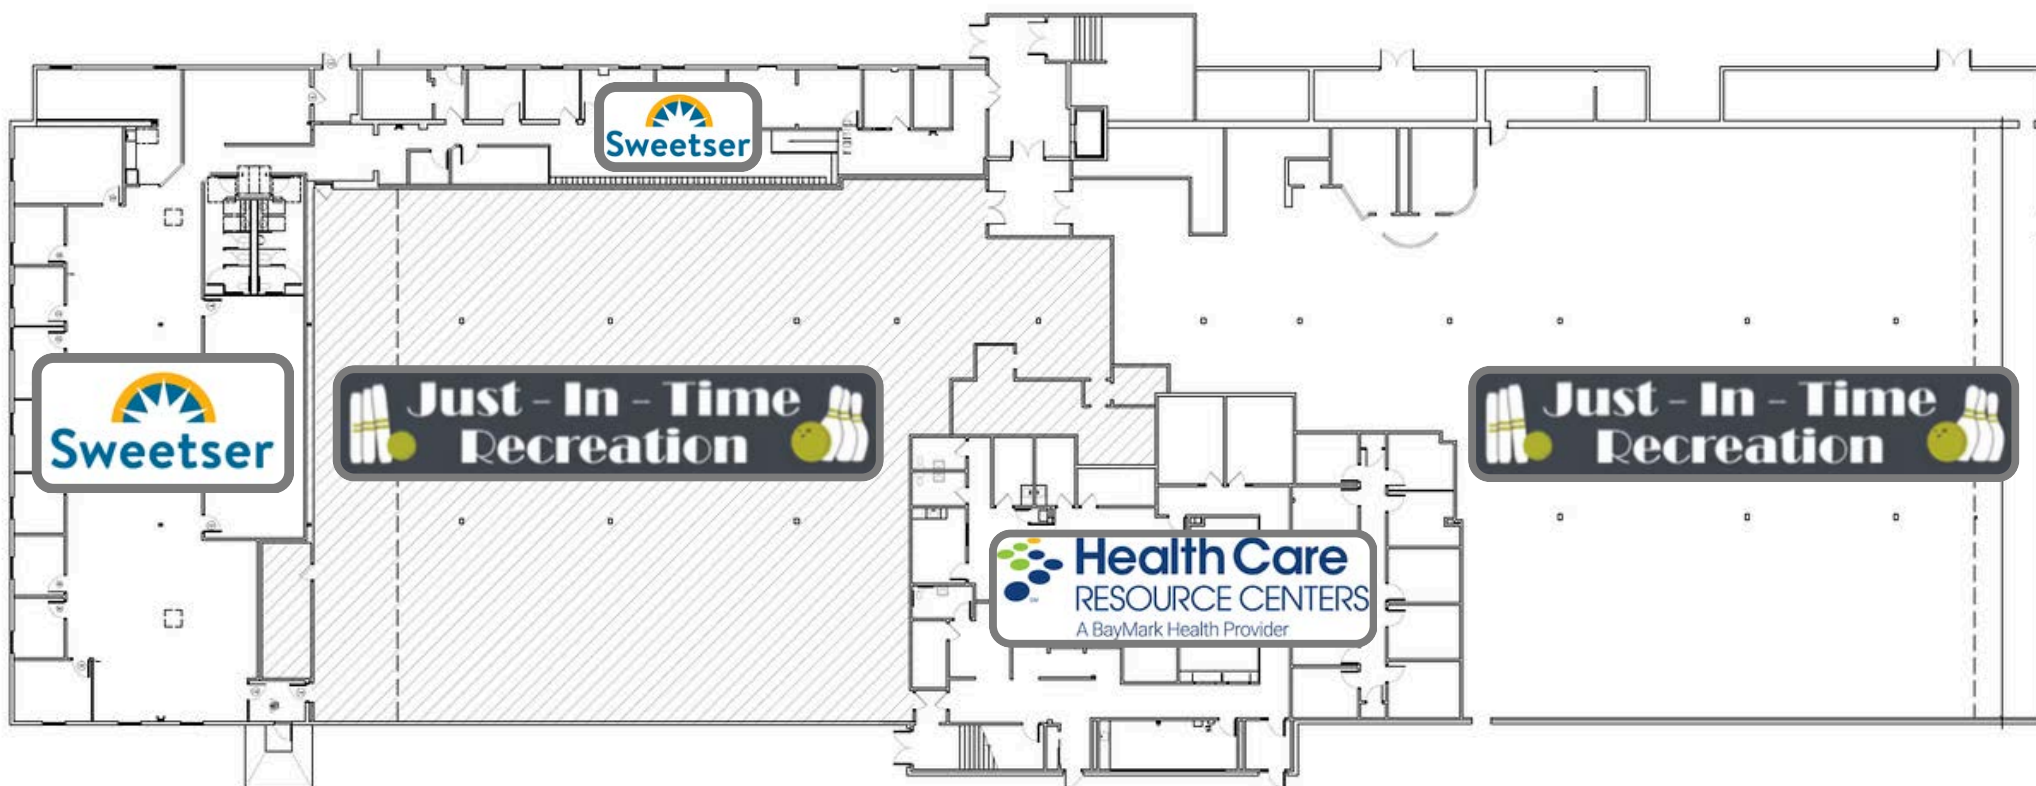 Sweetser
Sweetser
Just - In - Time
Recreation
Just - In - Time
Recreation
Health Care
RESOURCE CENTERS
A BayMark Health Provider